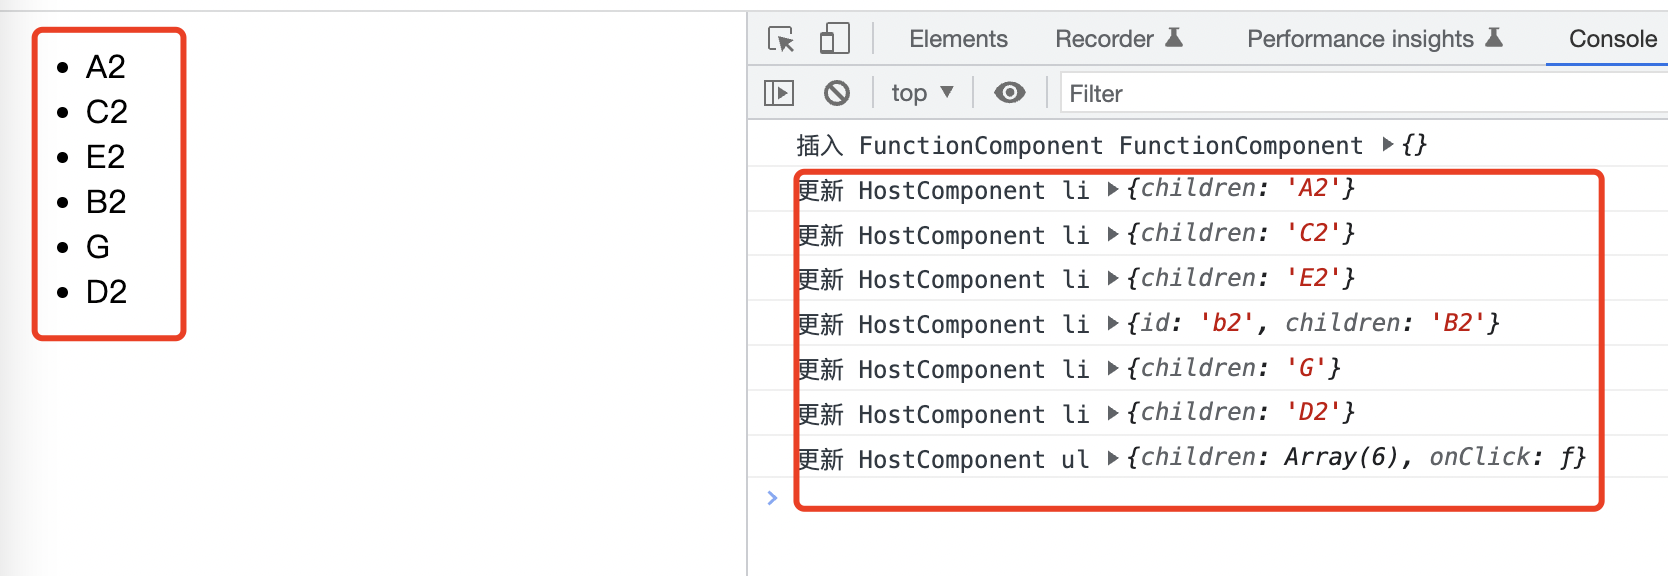 A2
C2
E2
B2
G
D2
Elements Recorder Performance insights Console
top Filter
插入 FunctionComponent FunctionComponent {}
更新 HostComponent li {children: 'A2'}
更新 HostComponent li {children: 'C2'}
更新 HostComponent li {children: 'E2'}
更新 HostComponent li {id: 'b2', children: 'B2'}
更新 HostComponent li {children: 'G'}
更新 HostComponent li {children: 'D2'}
更新 HostComponent ul {children: Array(6), onClick: ƒ}